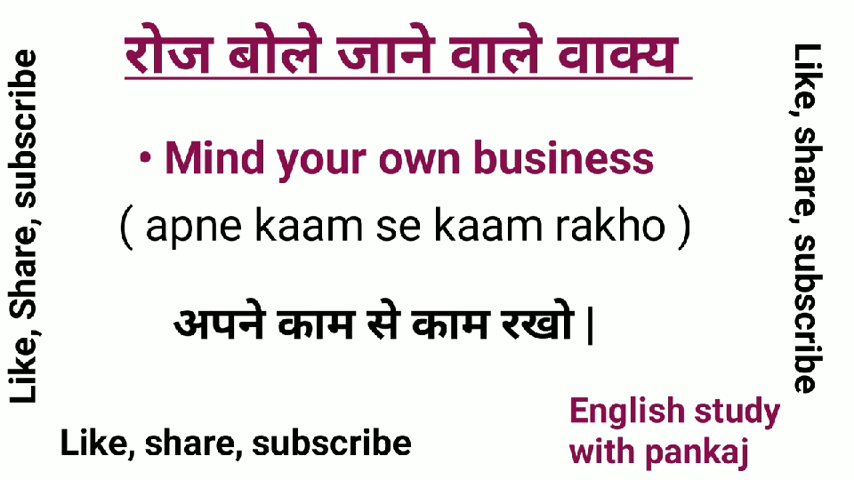 रोज बोले जाने वाले वाक्य
• Mind your own business
( apne kaam se kaam rakho )
अपने काम से काम रखो |
Like, Share, subscribe
Like, share, subscribe
Like, share, subscribe
English study
with pankaj